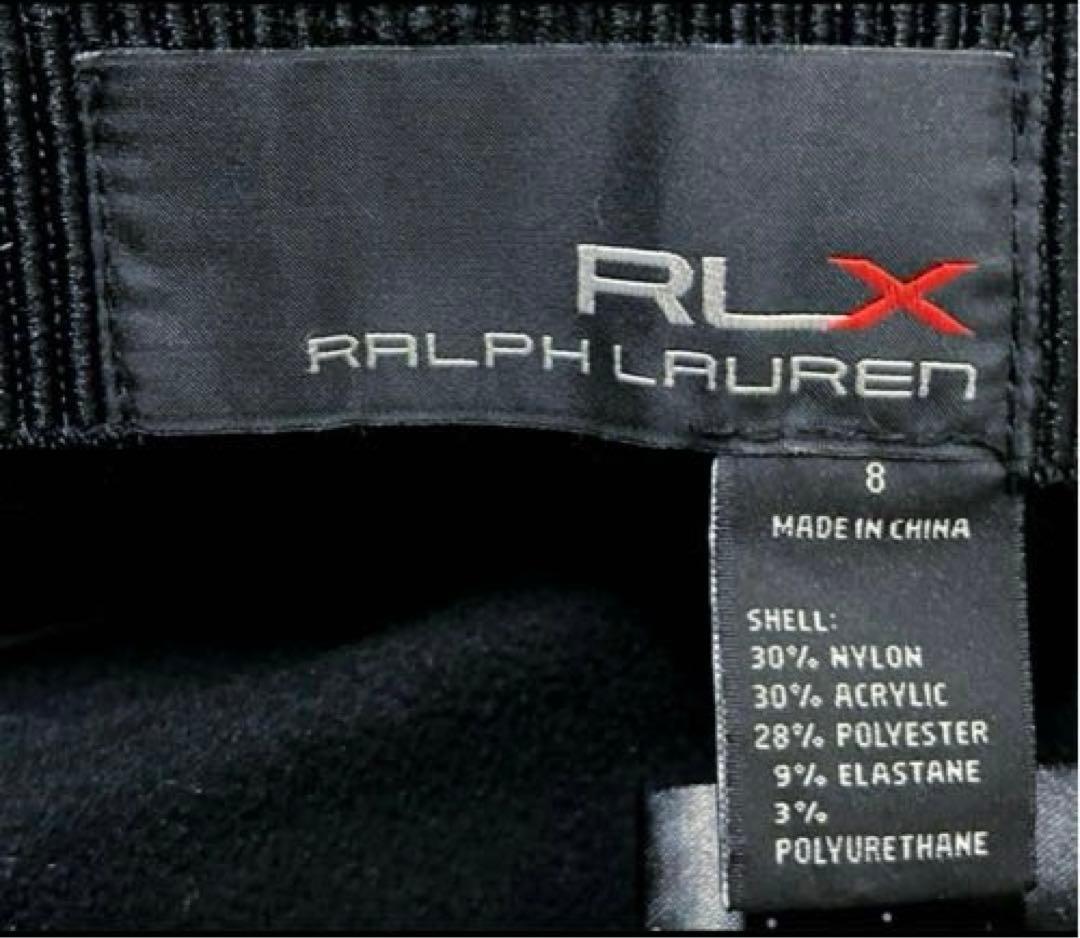 RLX
RALPH LAUREN
8
MADE IN CHINA
SHELL:
30% NYLON
30% ACRYLIC
28% POLYESTER
9% ELASTANE
3%
POLYURETHANE